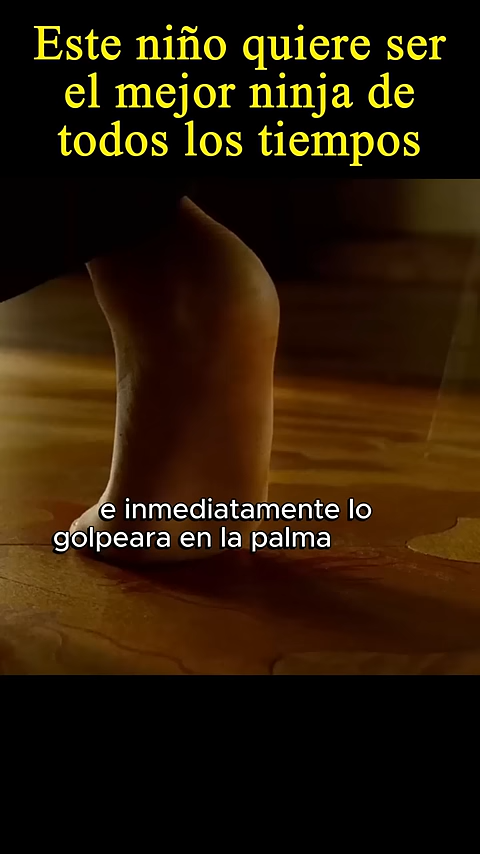 Este niño quiere ser
el mejor ninja de
todos los tiempos
e inmediatamente lo
golpeara en la palma